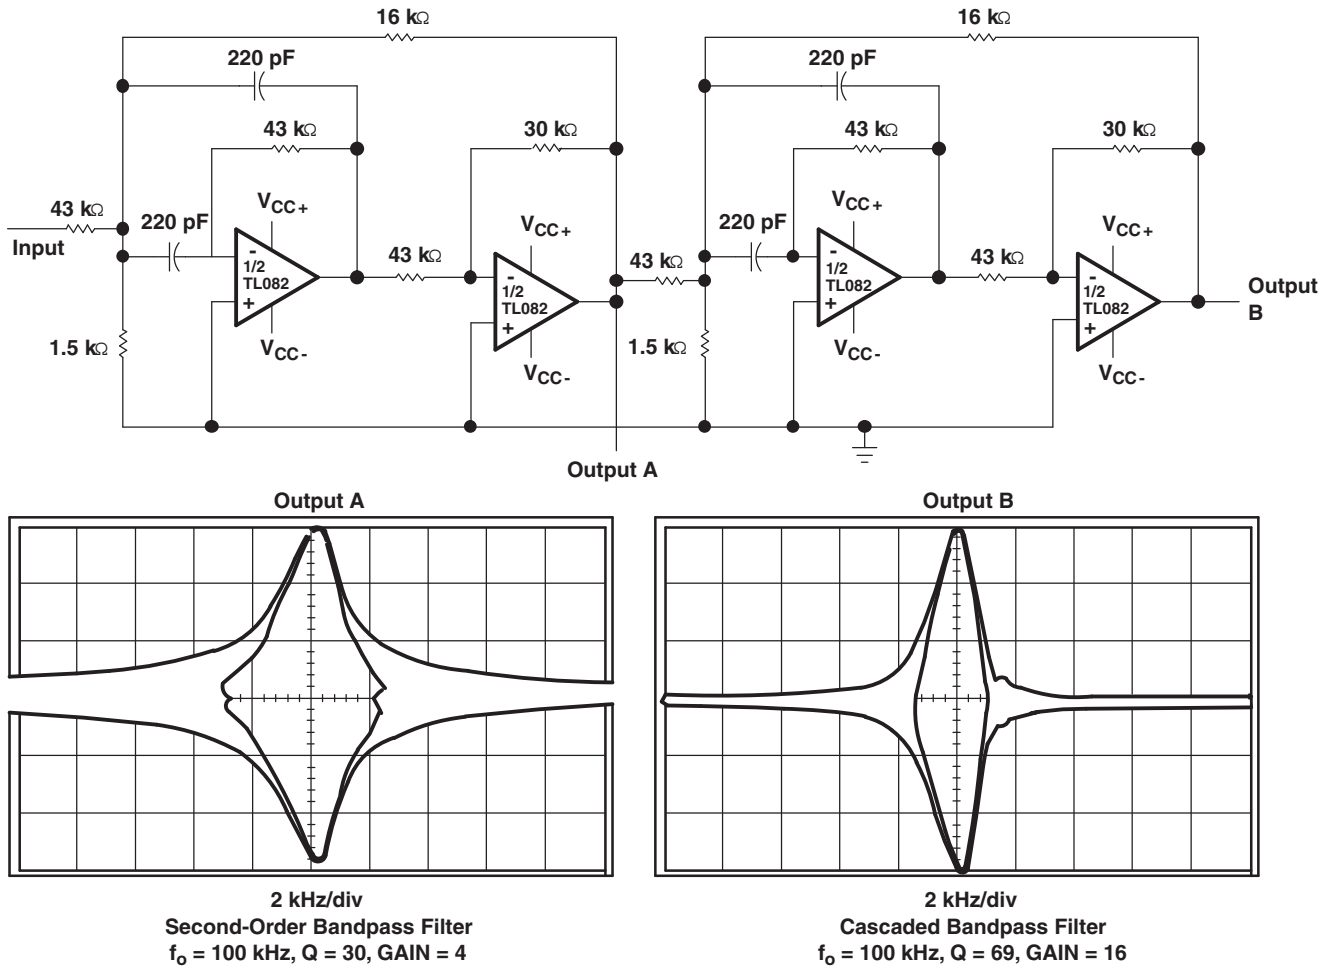 16 kΩ
220 pF
43 kΩ
30 kΩ
43 kΩ
Input
220 pF
VCC+
-
1/2
TL082
+
VCC-
1.5 kΩ
43 kΩ
VCC+
-
1/2
TL082
+
VCC-
Output A
16 kΩ
220 pF
43 kΩ
30 kΩ
43 kΩ
220 pF
VCC+
-
1/2
TL082
+
VCC-
1.5 kΩ
43 kΩ
VCC+
-
1/2
TL082
+
VCC-
Output
B
Output A
2 kHz/div
Second-Order Bandpass Filter
fo = 100 kHz, Q = 30, GAIN = 4
Output B
2 kHz/div
Cascaded Bandpass Filter
fo = 100 kHz, Q = 69, GAIN = 16